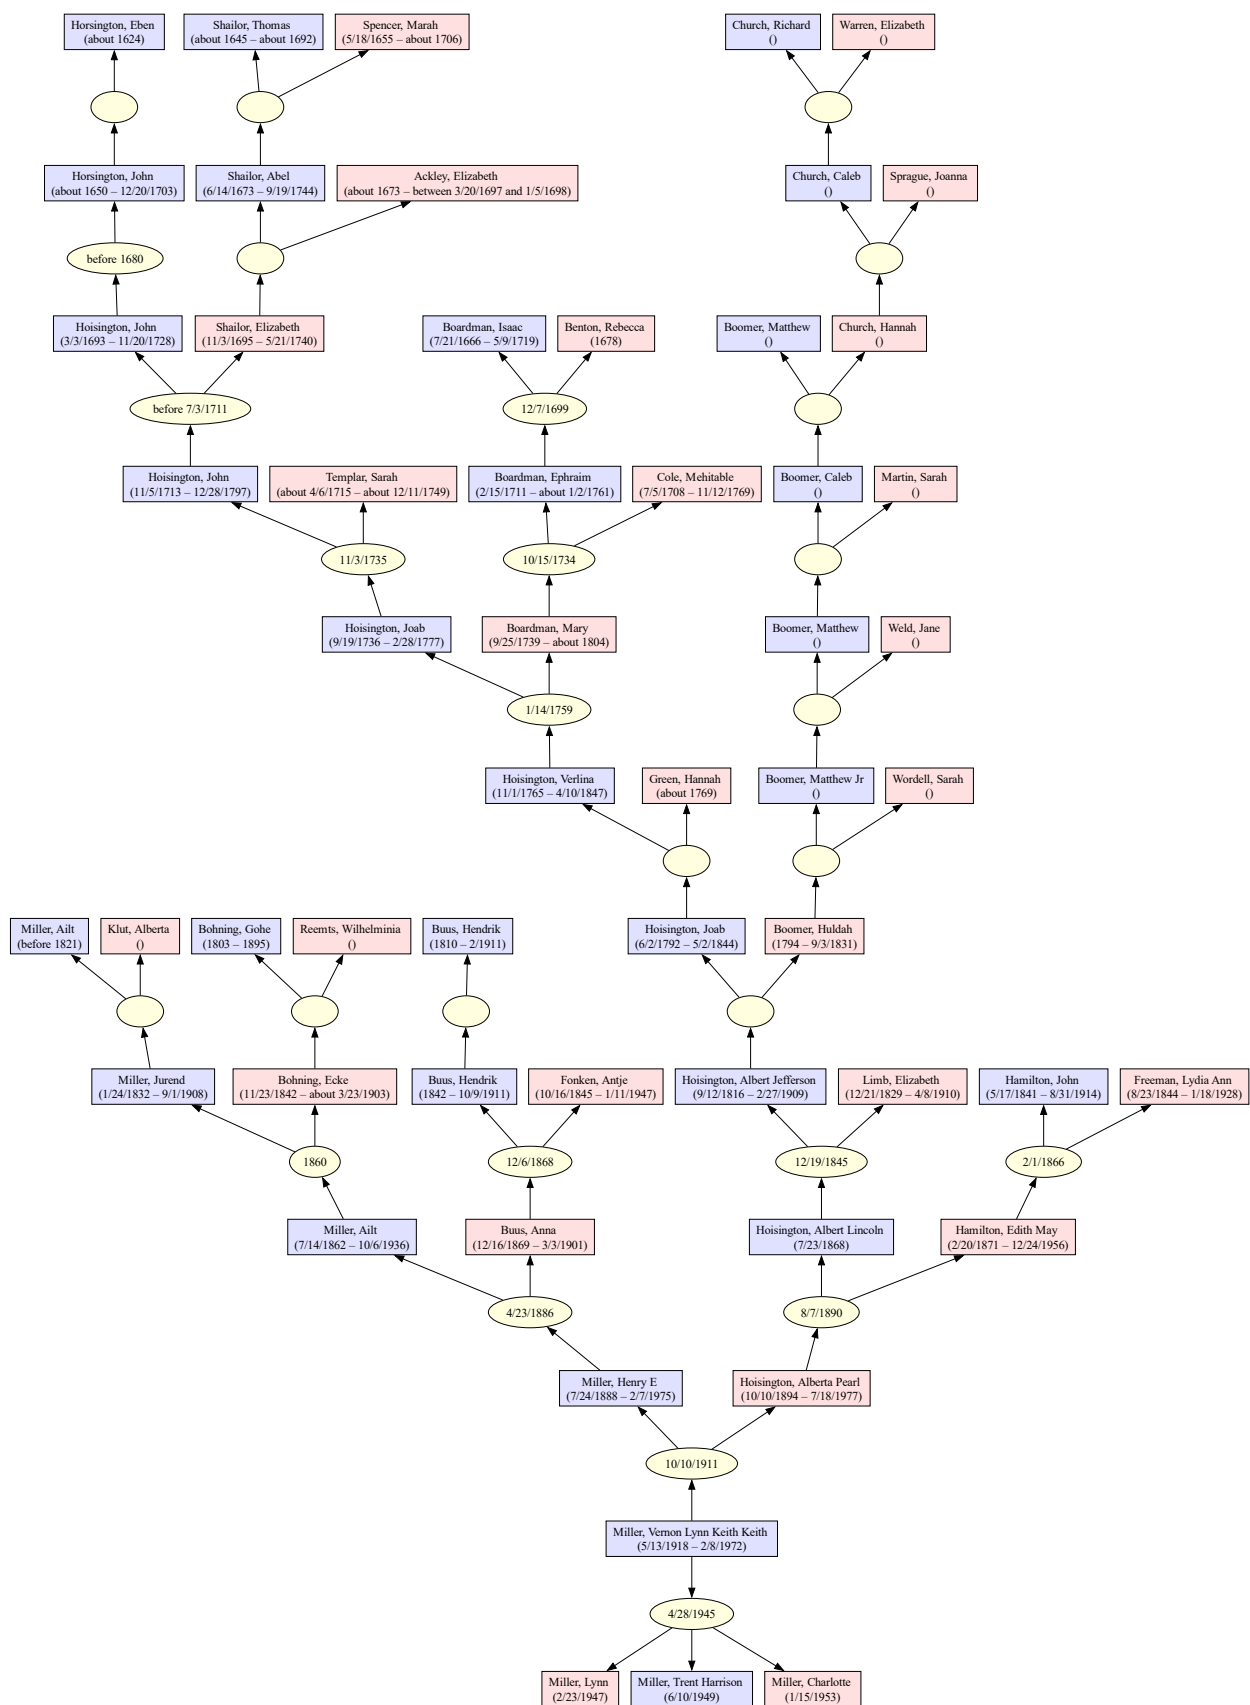 Horsington, Eben
(about 1624)
Shailor, Thomas
(about 1645 – about 1692)
Spencer, Marah
(5/18/1655 – about 1706)
Church, Richard
()
Warren, Elizabeth
()
Horsington, John
(about 1650 – 12/20/1703)
Shailor, Abel
(6/14/1673 – 9/19/1744)
Ackley, Elizabeth
(about 1673 – between 3/20/1697 and 1/5/1698)
Church, Caleb
()
Sprague, Joanna
()
before 1680
Hoisington, John
(3/3/1693 – 11/20/1728)
Shailor, Elizabeth
(11/3/1695 – 5/21/1740)
Boardman, Isaac
(7/21/1666 – 5/9/1719)
Benton, Rebecca
(1678)
Boomer, Matthew
()
Church, Hannah
()
before 7/3/1711
12/7/1699
Hoisington, John
(11/5/1713 – 12/28/1797)
Templar, Sarah
(about 4/6/1715 – about 12/11/1749)
Boardman, Ephraim
(2/15/1711 – about 1/2/1761)
Cole, Mehitable
(7/5/1708 – 11/12/1769)
Boomer, Caleb
()
Martin, Sarah
()
11/3/1735
10/15/1734
Hoisington, Joab
(9/19/1736 – 2/28/1777)
Boardman, Mary
(9/25/1739 – about 1804)
Boomer, Matthew
()
Weld, Jane
()
1/14/1759
Hoisington, Verlina
(11/1/1765 – 4/10/1847)
Green, Hannah
(about 1769)
Boomer, Matthew Jr
()
Wordell, Sarah
()
Miller, Ailt
(before 1821)
Klut, Alberta
()
Bohning, Gohe
(1803 – 1895)
Reemts, Wilhelminia
()
Buus, Hendrik
(1810 – 2/1911)
Hoisington, Joab
(6/2/1792 – 5/2/1844)
Boomer, Huldah
(1794 – 9/3/1831)
Miller, Jurend
(1/24/1832 – 9/1/1908)
Bohning, Ecke
(11/23/1842 – about 3/23/1903)
Buus, Hendrik
(1842 – 10/9/1911)
Fonken, Antje
(10/16/1845 – 1/11/1947)
Hoisington, Albert Jefferson
(9/12/1816 – 2/27/1909)
Limb, Elizabeth
(12/21/1829 – 4/8/1910)
Hamilton, John
(5/17/1841 – 8/31/1914)
Freeman, Lydia Ann
(8/23/1844 – 1/18/1928)
1860
12/6/1868
12/19/1845
2/1/1866
Miller, Ailt
(7/14/1862 – 10/6/1936)
Buus, Anna
(12/16/1869 – 3/3/1901)
Hoisington, Albert Lincoln
(7/23/1868)
Hamilton, Edith May
(2/20/1871 – 12/24/1956)
4/23/1886
8/7/1890
Miller, Henry E
(7/24/1888 – 2/7/1975)
Hoisington, Alberta Pearl
(10/10/1894 – 7/18/1977)
10/10/1911
Miller, Vernon Lynn Keith Keith
(5/13/1918 – 2/8/1972)
4/28/1945
Miller, Lynn
(2/23/1947)
Miller, Trent Harrison
(6/10/1949)
Miller, Charlotte
(1/15/1953)